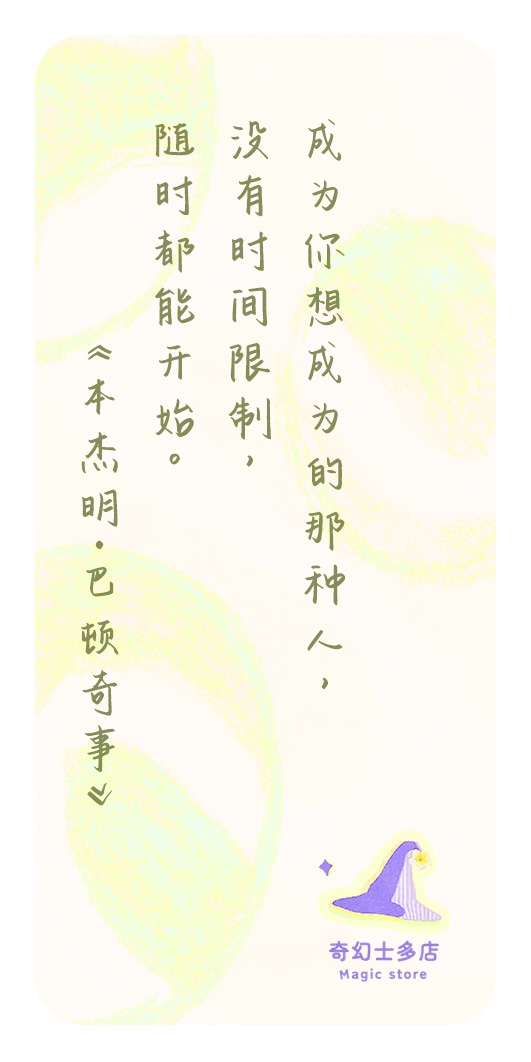 成为你想成为的那种人，
没有时间限制，
随时都能开始。
《本杰明·巴顿奇事》
奇幻士多店
Magic store